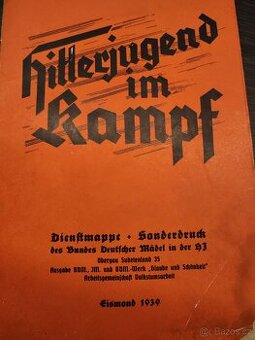 Hitlerjugend
im
Kampf
Dienstmappe + Sonderdruck
des Bundes Deutscher Mädel in der HJ
Obergau Sudetenland 35
Ausgabe BDM., JM. und BDM.-Werk „Glaube und Schönheit"
Arbeitsgemeinschaft Volkstumsarbeit
Eismond 1939